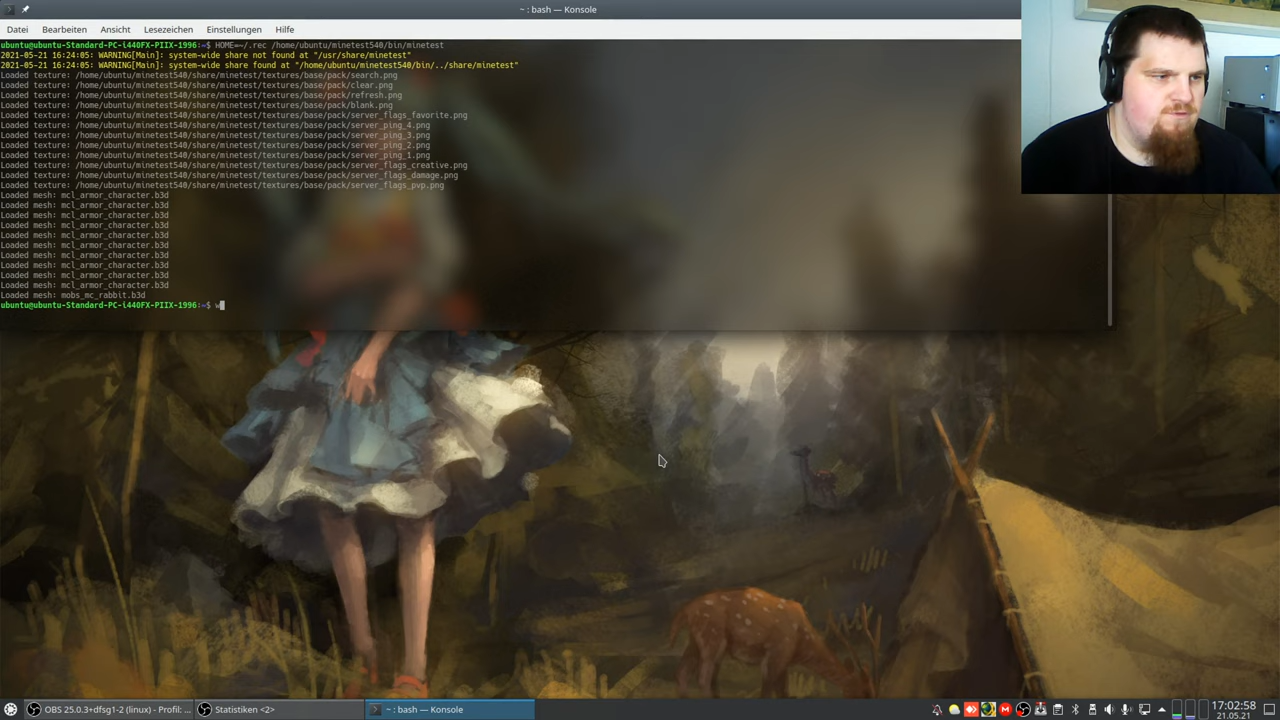 ~ : bash — Konsole
Datei Bearbeiten Ansicht Lesezeichen Einstellungen Hilfe
ubuntu@ubuntu-Standard-PC-i440FX-PIIX-1996:~$ HOME=~/.rec /home/ubuntu/minetest540/bin/minetest
2021-05-21 16:24:05: WARNING[Main]: system-wide share not found at "/usr/share/minetest"
2021-05-21 16:24:05: WARNING[Main]: system-wide share found at "/home/ubuntu/minetest540/bin/../share/minetest"
Loaded texture: /home/ubuntu/minetest540/share/minetest/textures/base/pack/search.png
Loaded texture: /home/ubuntu/minetest540/share/minetest/textures/base/pack/clear.png
Loaded texture: /home/ubuntu/minetest540/share/minetest/textures/base/pack/refresh.png
Loaded texture: /home/ubuntu/minetest540/share/minetest/textures/base/pack/blank.png
Loaded texture: /home/ubuntu/minetest540/share/minetest/textures/base/pack/server_flags_favorite.png
Loaded texture: /home/ubuntu/minetest540/share/minetest/textures/base/pack/server_ping_4.png
Loaded texture: /home/ubuntu/minetest540/share/minetest/textures/base/pack/server_ping_3.png
Loaded texture: /home/ubuntu/minetest540/share/minetest/textures/base/pack/server_ping_2.png
Loaded texture: /home/ubuntu/minetest540/share/minetest/textures/base/pack/server_ping_1.png
Loaded texture: /home/ubuntu/minetest540/share/minetest/textures/base/pack/server_flags_creative.png
Loaded texture: /home/ubuntu/minetest540/share/minetest/textures/base/pack/server_flags_damage.png
Loaded texture: /home/ubuntu/minetest540/share/minetest/textures/base/pack/server_flags_pvp.png
Loaded mesh: mcl_armor_character.b3d
Loaded mesh: mcl_armor_character.b3d
Loaded mesh: mcl_armor_character.b3d
Loaded mesh: mcl_armor_character.b3d
Loaded mesh: mcl_armor_character.b3d
Loaded mesh: mcl_armor_character.b3d
Loaded mesh: mcl_armor_character.b3d
Loaded mesh: mcl_armor_character.b3d
Loaded mesh: mcl_armor_character.b3d
Loaded mesh: mcl_armor_character.b3d
Loaded mesh: mobs_mc_rabbit.b3d
ubuntu@ubuntu-Standard-PC-i440FX-PIIX-1996:~$ w
OBS 25.0.3+dfsg1-2 (linux) - Profil: ... Statistiken <2> ~ : bash — Konsole
17:02:58
21.05.21